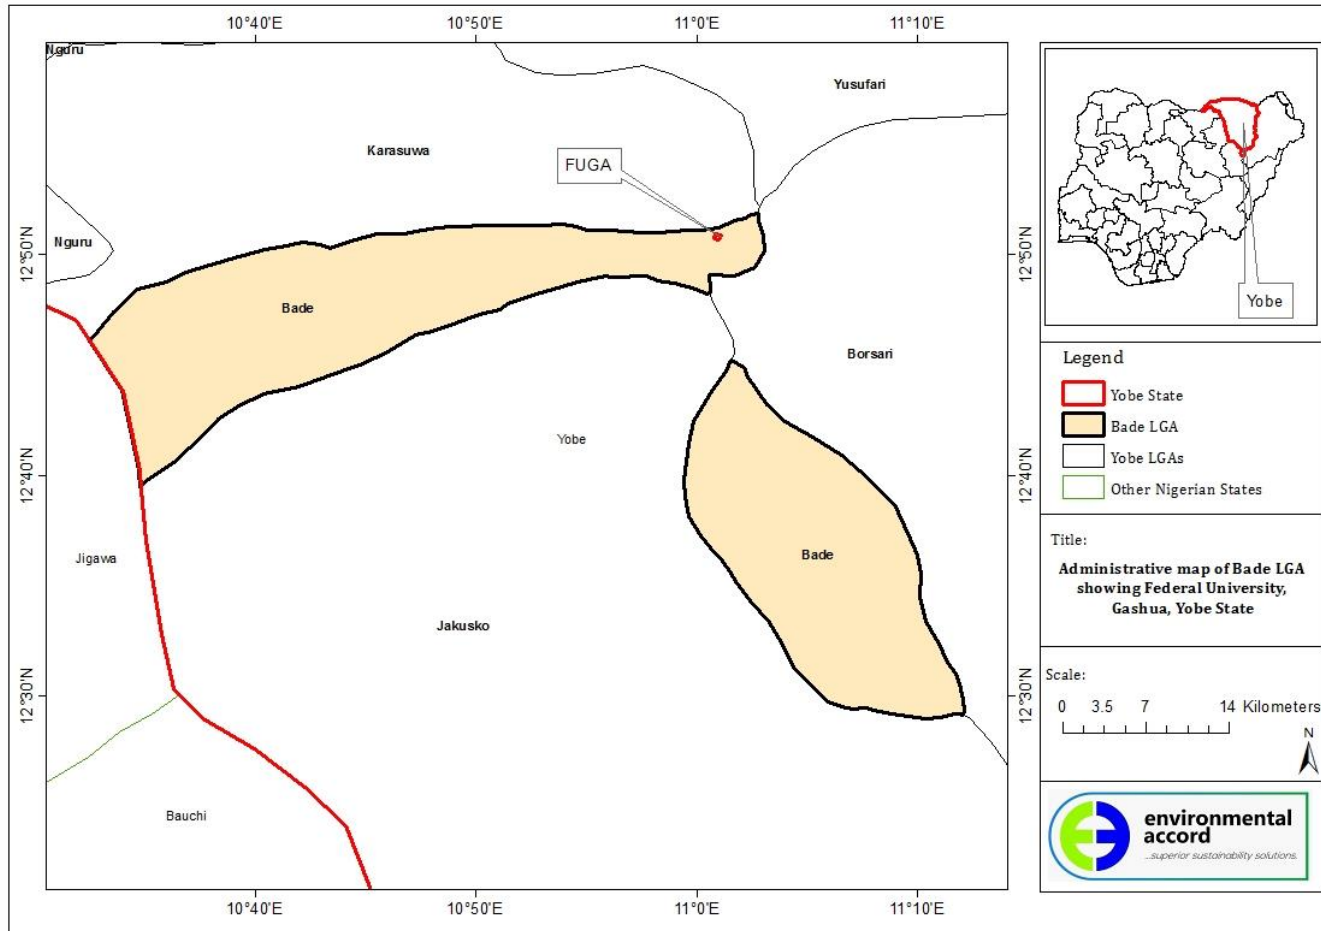 10°40'E
10°50'E
11°0'E
11°10'E
Nguru
Yusufari
Karasuwa
FUGA
Nguru
12°50'N
12°50'N
Bade
Borsari
Yobe
12°40'N
12°40'N
Jigawa
Bade
Jakusko
12°30'N
12°30'N
Bauchi
10°40'E
10°50'E
11°0'E
11°10'E
Yobe
Legend
Yobe State
Bade LGA
Yobe LGAs
Other Nigerian States
Title:
Administrative map of Bade LGA
showing Federal University,
Gashua, Yobe State
Scale:
0 3.5 7 14 Kilometers
N
environmental
accord
...superior sustainability solutions.